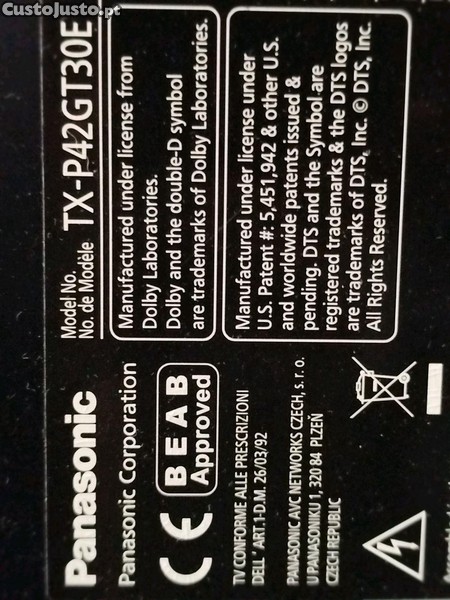 CustoJusto.pt
Panasonic
Model No.
No. de Modèle TX-P42GT30E
Panasonic Corporation
CE
BEAB
Approved
TV CONFORME ALLE PRESCRIZIONI
DELL' ART.1-D.M. 26/03/92
PANASONIC AVC NETWORKS CZECH, s. r. o.
U PANASONIKU 1, 320 84 PLZEŇ
CZECH REPUBLIC
Manufactured under license from
Dolby Laboratories.
Dolby and the double-D symbol
are trademarks of Dolby Laboratories.
Manufactured under license under
U.S. Patent #: 5,451,942 & other U.S.
and worldwide patents issued &
pending. DTS and the Symbol are
registered trademarks & the DTS logos
are trademarks of DTS, Inc. © DTS, Inc.
All Rights Reserved.